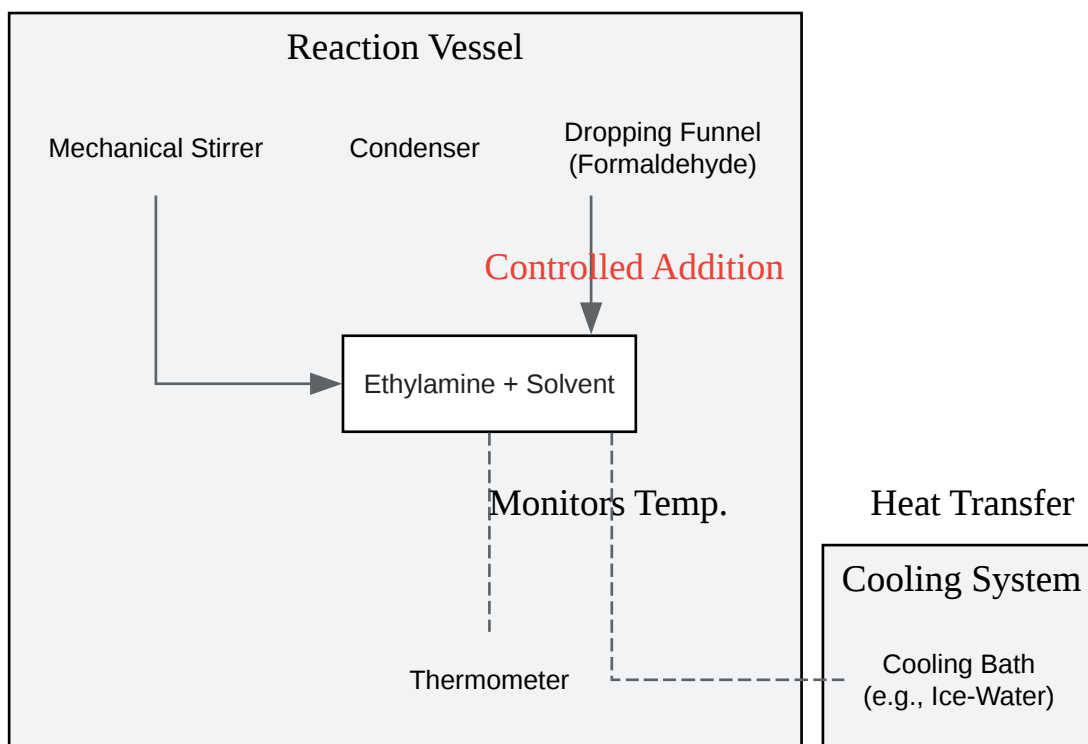 Reaction Vessel
Mechanical Stirrer
Condenser
Dropping Funnel
(Formaldehyde)
Controlled Addition
Ethylamine + Solvent
Monitors Temp.
Heat Transfer
Cooling System
Thermometer
Cooling Bath
(e.g., Ice-Water)